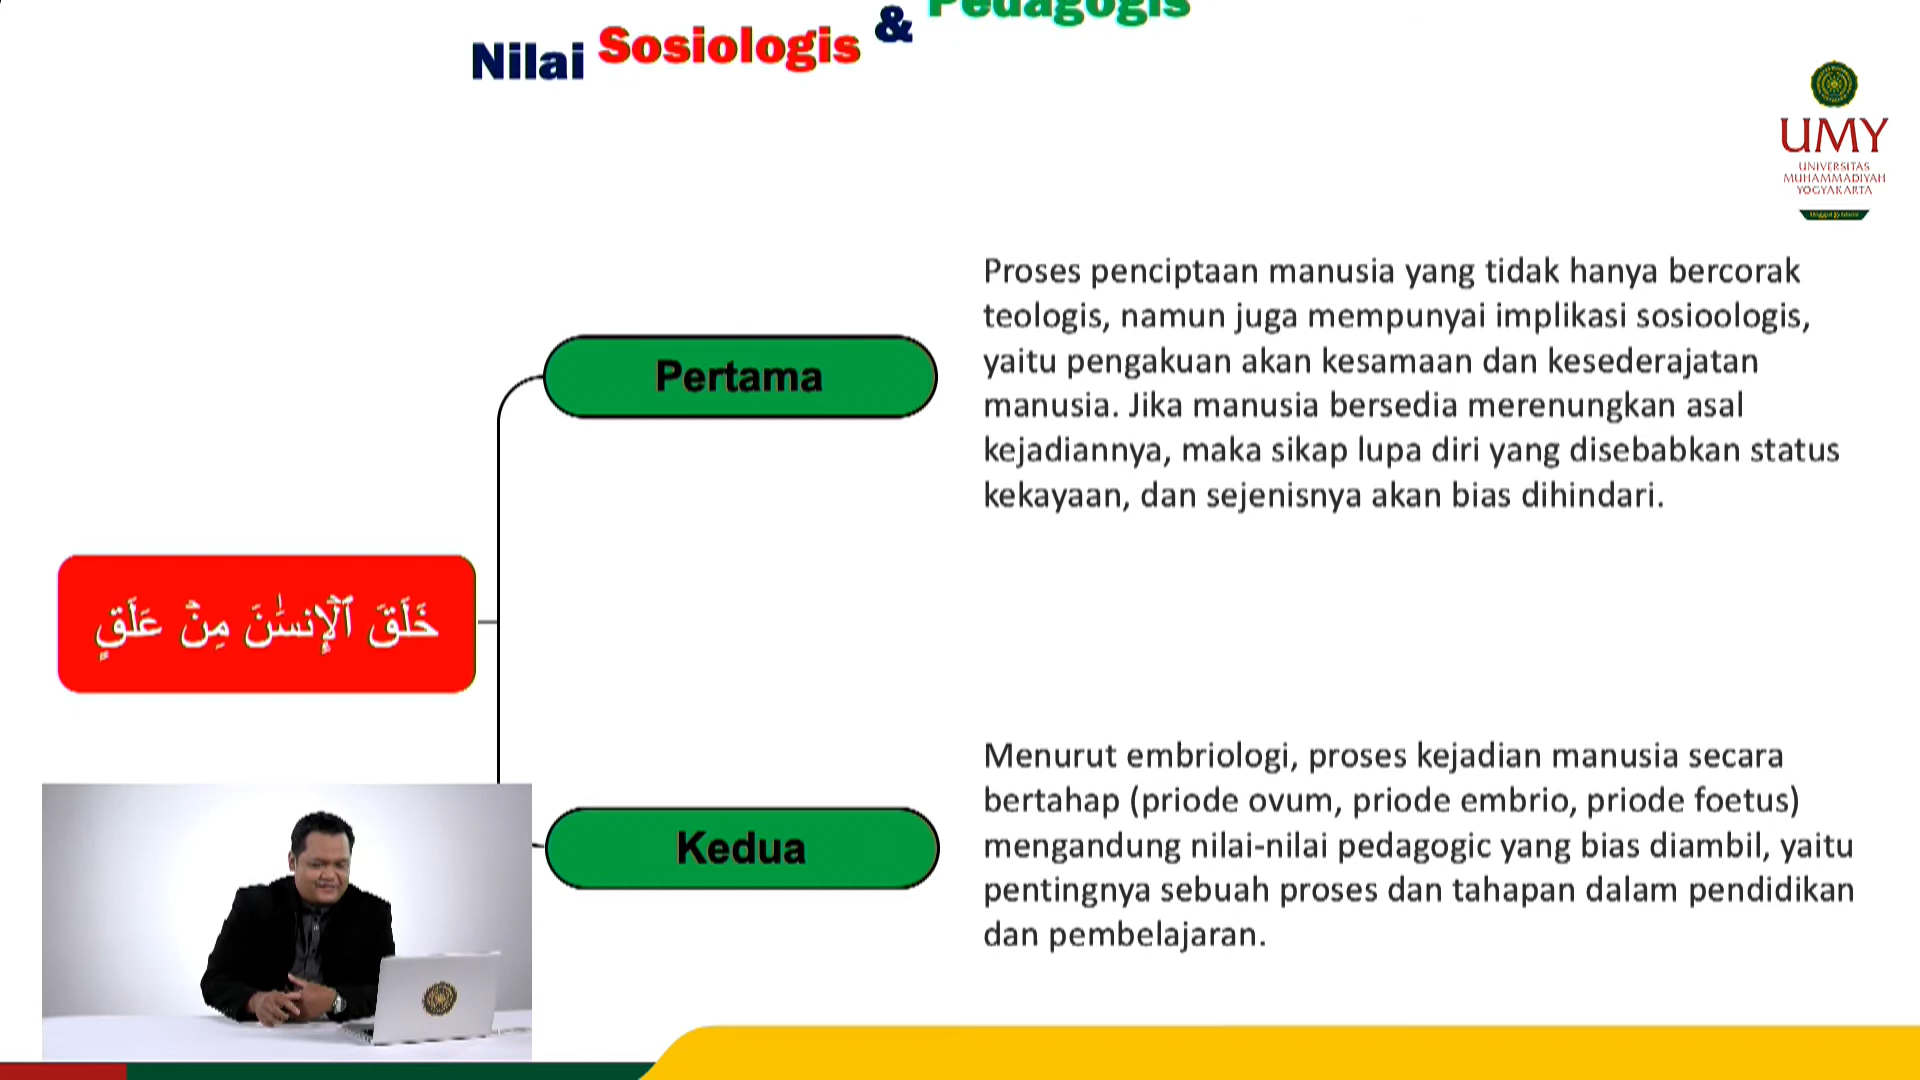 Nilai Sosiologis & Pedagogis
UMY
UNIVERSITAS
MUHAMMADIYAH
YOGYAKARTA
Proses penciptaan manusia yang tidak hanya bercorak
teologis, namun juga mempunyai implikasi sosioologis,
yaitu pengakuan akan kesamaan dan kesederajatan
manusia. Jika manusia bersedia merenungkan asal
kejadiannya, maka sikap lupa diri yang disebabkan status
kekayaan, dan sejenisnya akan bias dihindari.
Pertama
خَلَقَ ٱلْإِنسَٰنَ مِنْ عَلَقٍ
Menurut embriologi, proses kejadian manusia secara
bertahap (priode ovum, priode embrio, priode foetus)
mengandung nilai-nilai pedagogic yang bias diambil, yaitu
pentingnya sebuah proses dan tahapan dalam pendidikan
dan pembelajaran.
Kedua